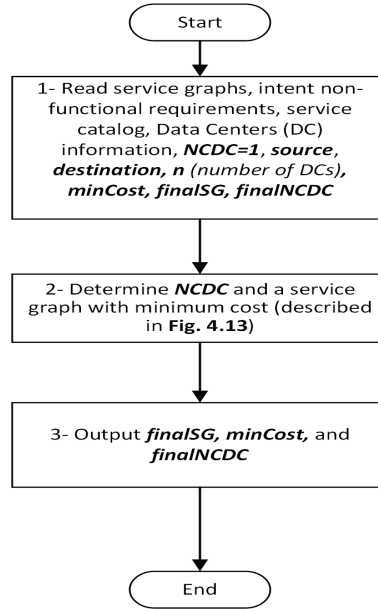 Start
1- Read service graphs, intent non-
functional requirements, service
catalog, Data Centers (DC)
information, NCDC=1, source,
destination, n (number of DCs),
minCost, finalSG, finalNCDC
2- Determine NCDC and a service
graph with minimum cost (described
in Fig. 4.13)
3- Output finalSG, minCost, and
finalNCDC
End